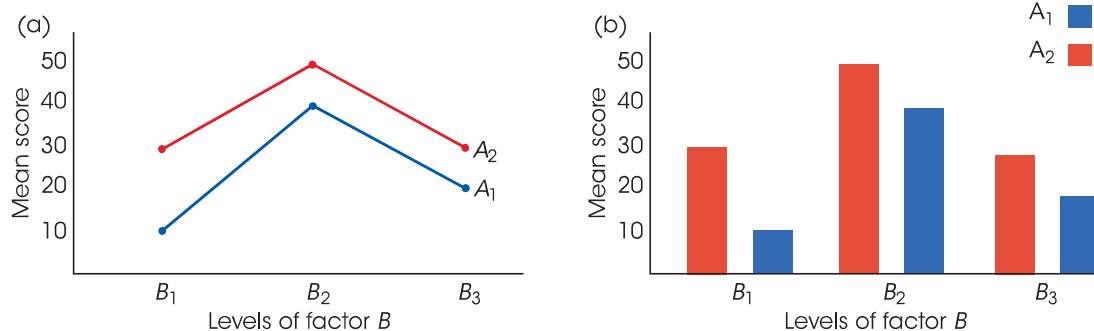 (a)
Mean score
50
40
30
20
10
A₂
A₁
B₁ B₂ B₃
Levels of factor B
(b)
A₁
A₂
Mean score
50
40
30
20
10
B₁ B₂ B₃
Levels of factor B